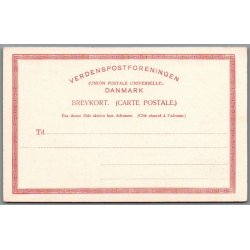 VERDENSPOSTFORENINGEN
(UNION POSTALE UNIVERSELLE)
DANMARK
BREVKORT. (CARTE POSTALE.)
Paa denne Side skrives kun Adressen. (Côté réservé à l'adresse.)
Til